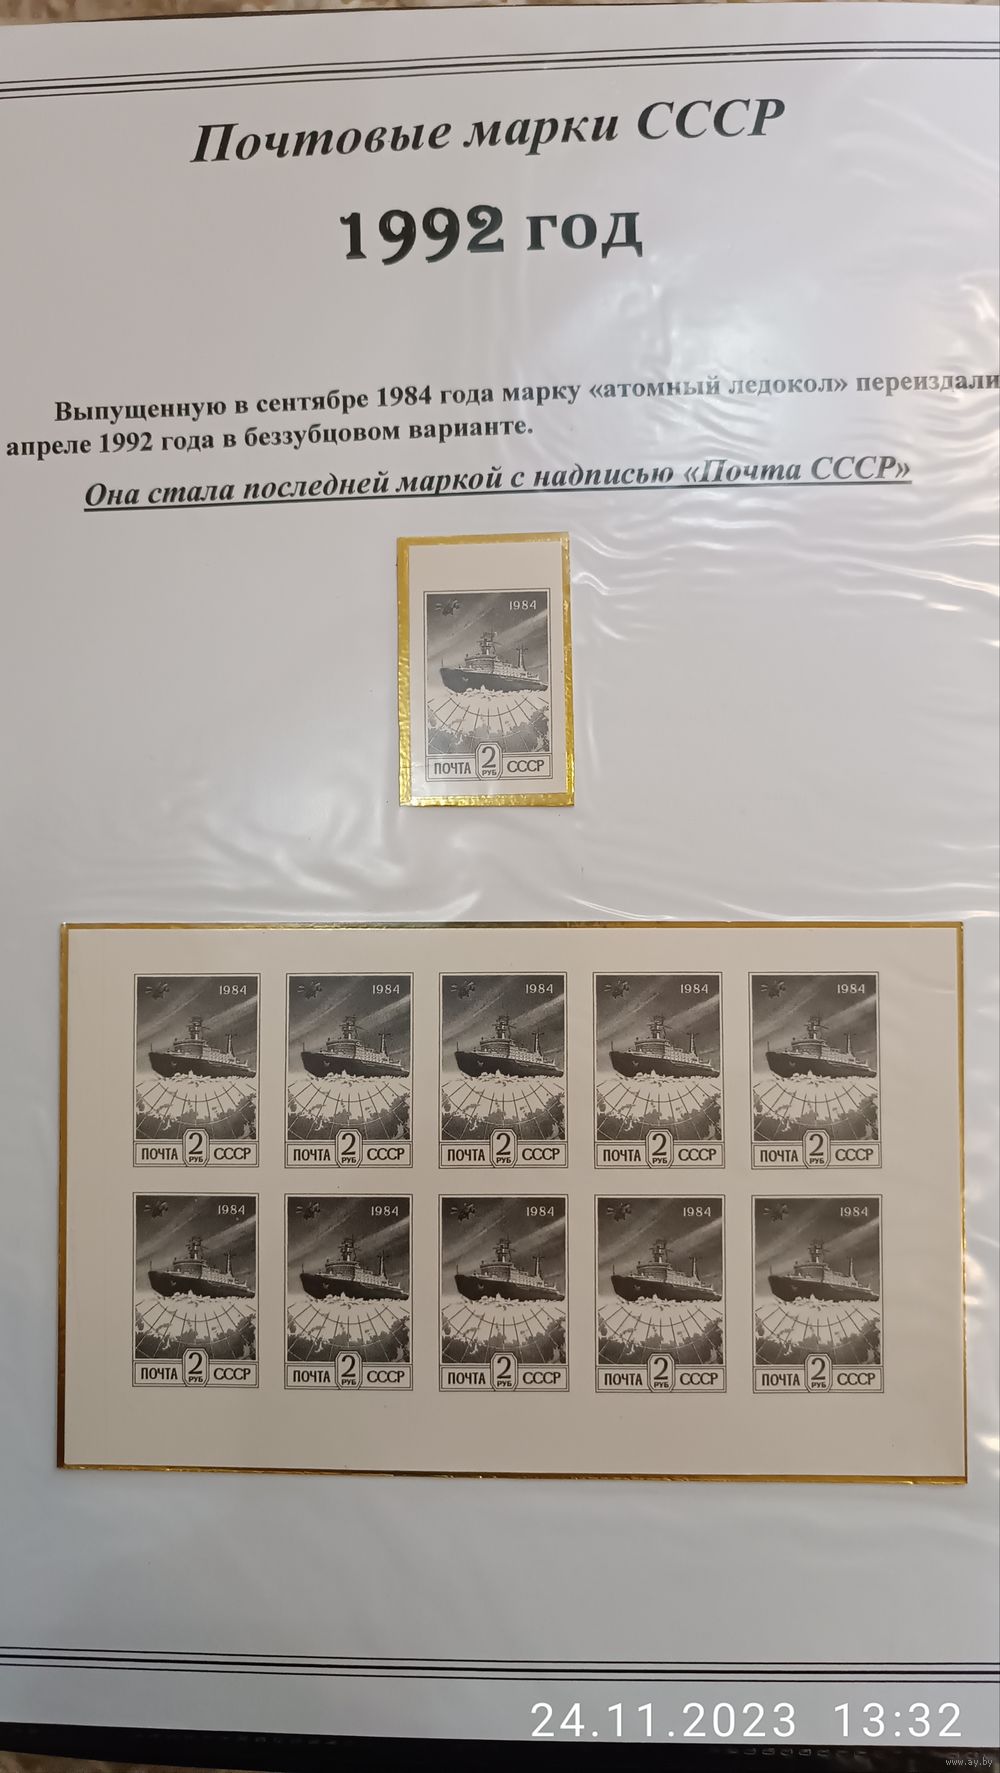 Почтовые марки СССР
1992 год
Выпущенную в сентябре 1984 года марку «атомный ледокол» переиздали
апреле 1992 года в беззубцовом варианте.
Она стала последней маркой с надписью «Почта СССР»
1984
ПОЧТА 2 РУБ СССР
1984 1984 1984 1984 1984
ПОЧТА 2 РУБ СССР ПОЧТА 2 РУБ СССР ПОЧТА 2 РУБ СССР ПОЧТА 2 РУБ СССР ПОЧТА 2 РУБ СССР
1984 1984 1984 1984 1984
ПОЧТА 2 РУБ СССР ПОЧТА 2 РУБ СССР ПОЧТА 2 РУБ СССР ПОЧТА 2 РУБ СССР ПОЧТА 2 РУБ СССР
24.11.2023 13:32
www.ay.by